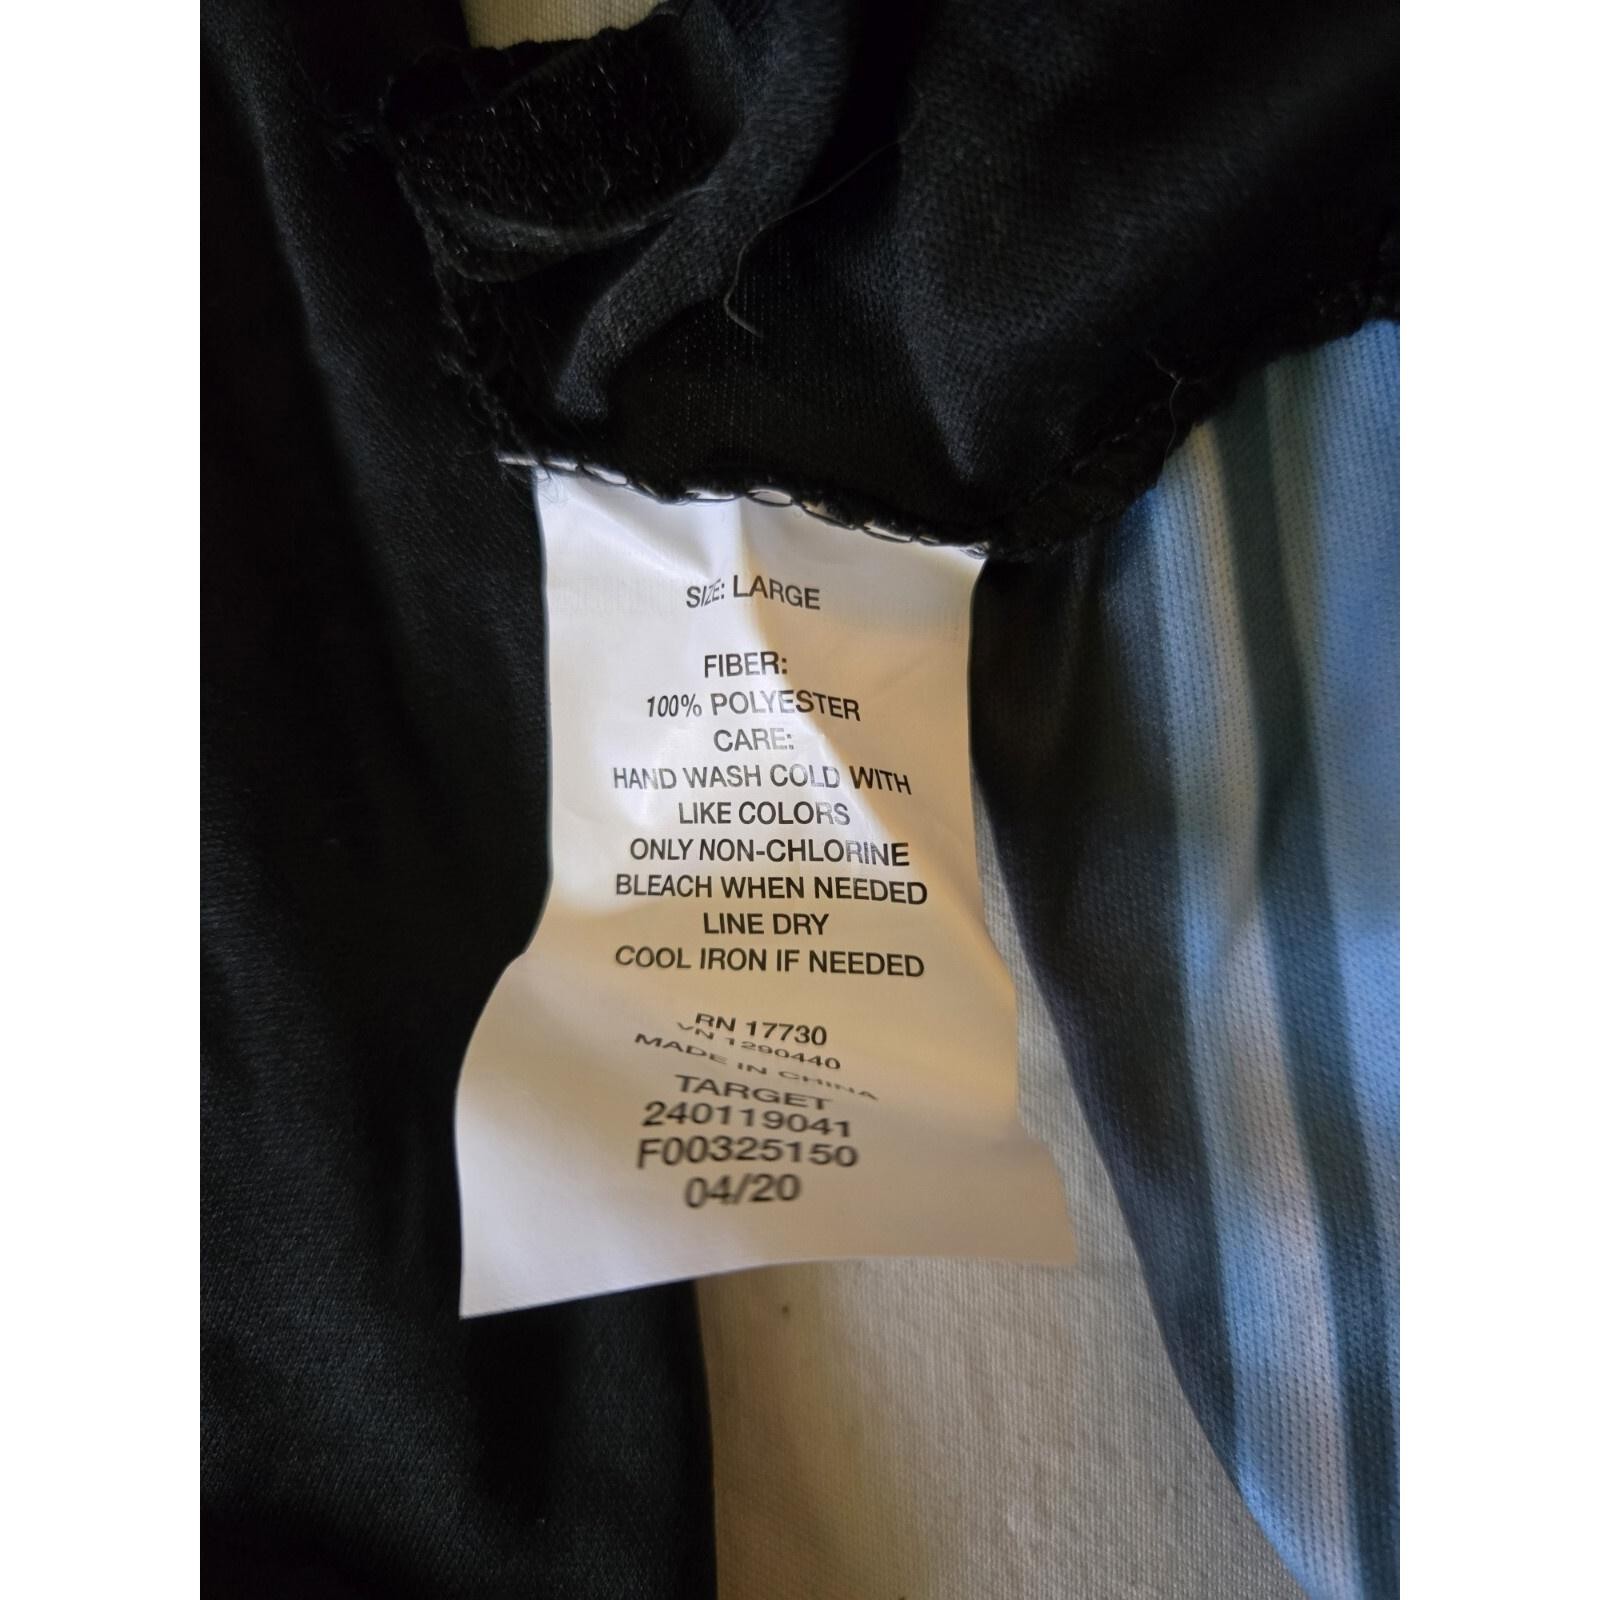 SIZE: LARGE
FIBER:
100% POLYESTER
CARE:
HAND WASH COLD WITH
LIKE COLORS
ONLY NON-CHLORINE
BLEACH WHEN NEEDED
LINE DRY
COOL IRON IF NEEDED
RN 17730
VN 1290440
MADE IN CHINA
TARGET
240119041
F00325150
04/20